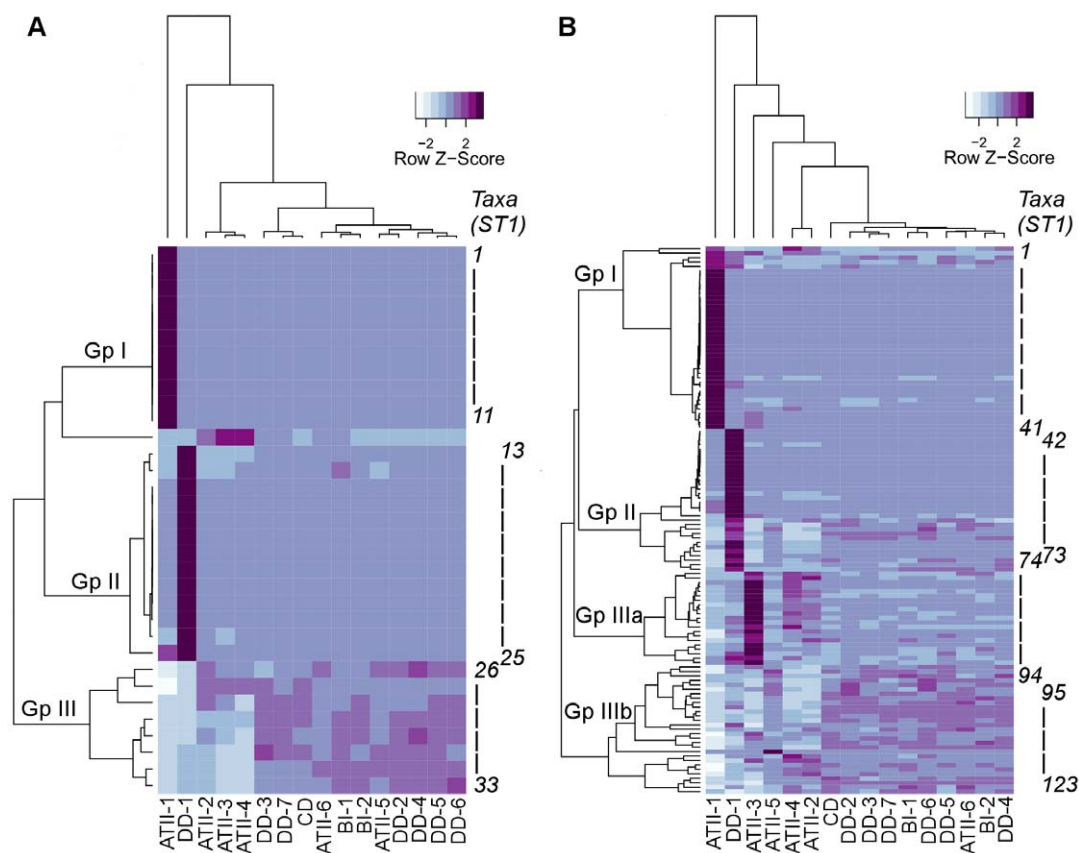 A
−2 2
Row Z−Score
Taxa
(ST1)
1
Gp I
11
13
Gp II
25
26
Gp III
33
ATII-1 DD-1 ATII-2 ATII-3 ATII-4 DD-3 DD-7 CD ATII-6 BI-1 BI-2 ATII-5 DD-2 DD-4 DD-5 DD-6
B
−2 2
Row Z−Score
Taxa
(ST1)
1
Gp I
41
42
Gp II
73
74
Gp IIIa
94
95
Gp IIIb
123
ATII-1 DD-1 ATII-3 ATII-5 ATII-4 ATII-2 CD DD-2 DD-3 DD-7 BI-1 DD-6 DD-5 ATII-6 BI-2 DD-4